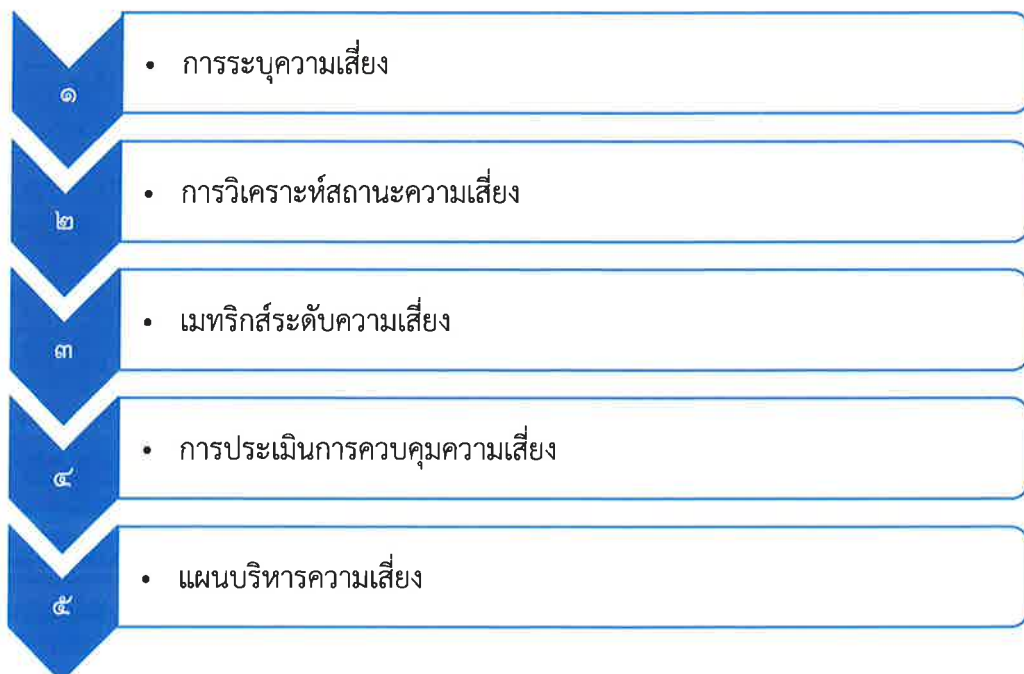 ๑
• การระบุความเสี่ยง
๒
• การวิเคราะห์สถานะความเสี่ยง
๓
• เมทริกส์ระดับความเสี่ยง
๔
• การประเมินการควบคุมความเสี่ยง
๕
• แผนบริหารความเสี่ยง